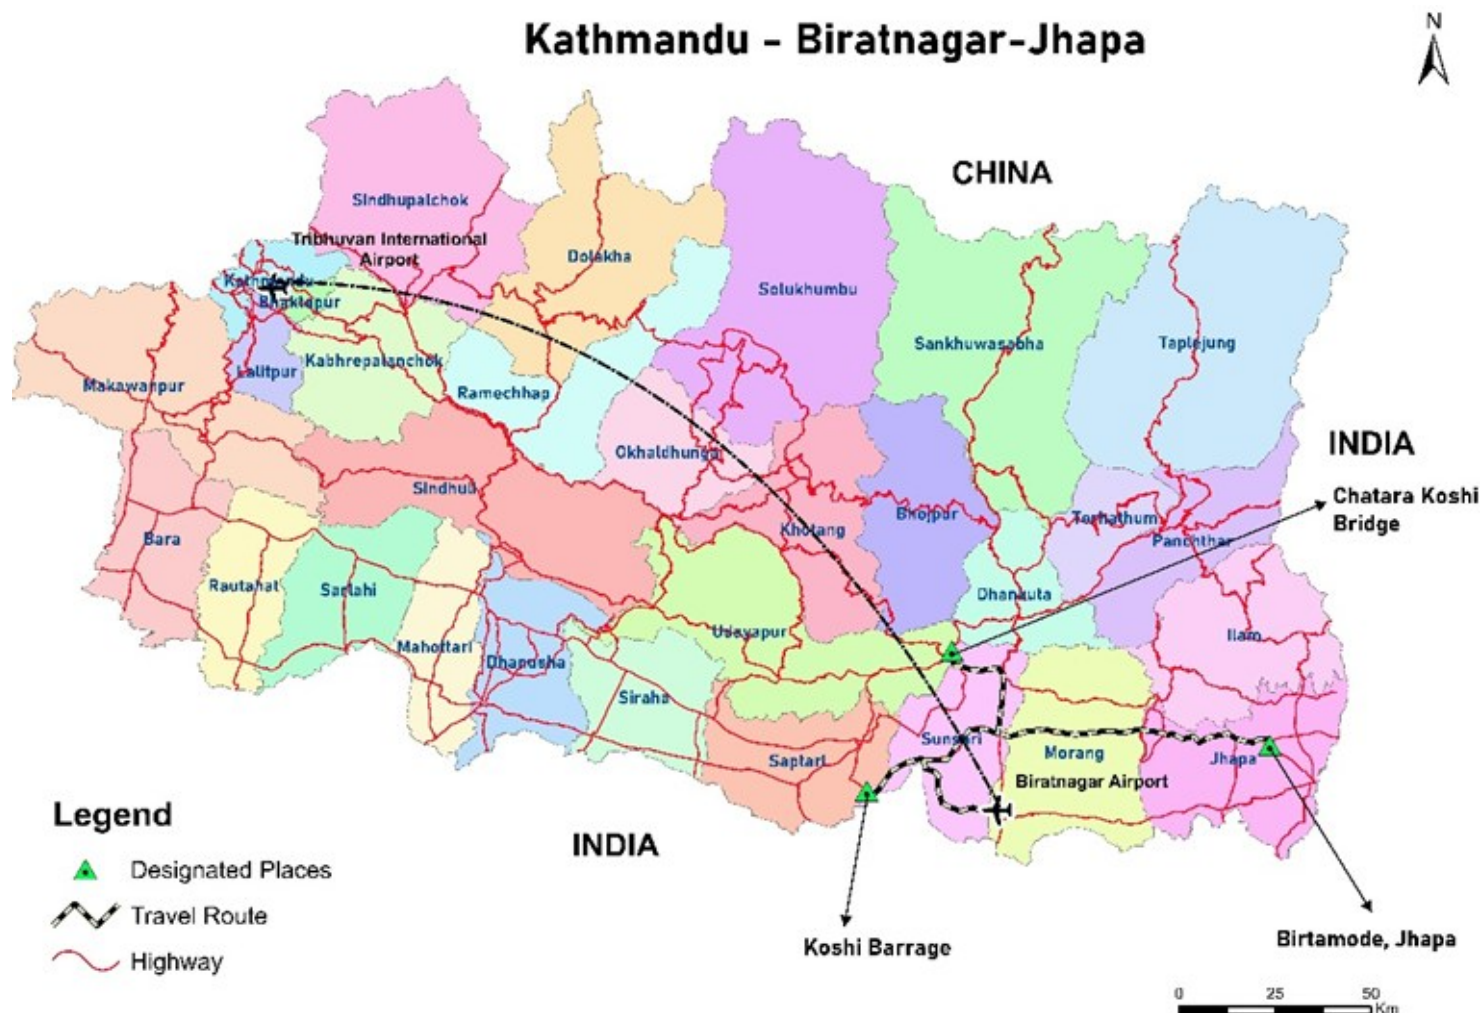 Kathmandu - Biratnagar-Jhapa
N
CHINA
Sindhupalchok
Tribhuvan International
Airport
Dolakha
Kathmandu
Bhaktapur
Solukhumbu
Sankhuwasabha
Taplejung
Makawanpur
Lalitpur
Kabhrepalanchok
Ramechhap
INDIA
Okhaldhunga
Sindhuli
Chatara Koshi
Bridge
Bara
Khotang
Bhojpur
Terhathum
Panchthar
Rautahat
Sarlahi
Dhankuta
Mahottari
Dhanusha
Udayapur
Ilam
Siraha
Saptari
Sunsari
Morang
Jhapa
Biratnagar Airport
INDIA
Legend
Designated Places
Travel Route
Highway
Koshi Barrage
Birtamode, Jhapa
0 25 50
Km